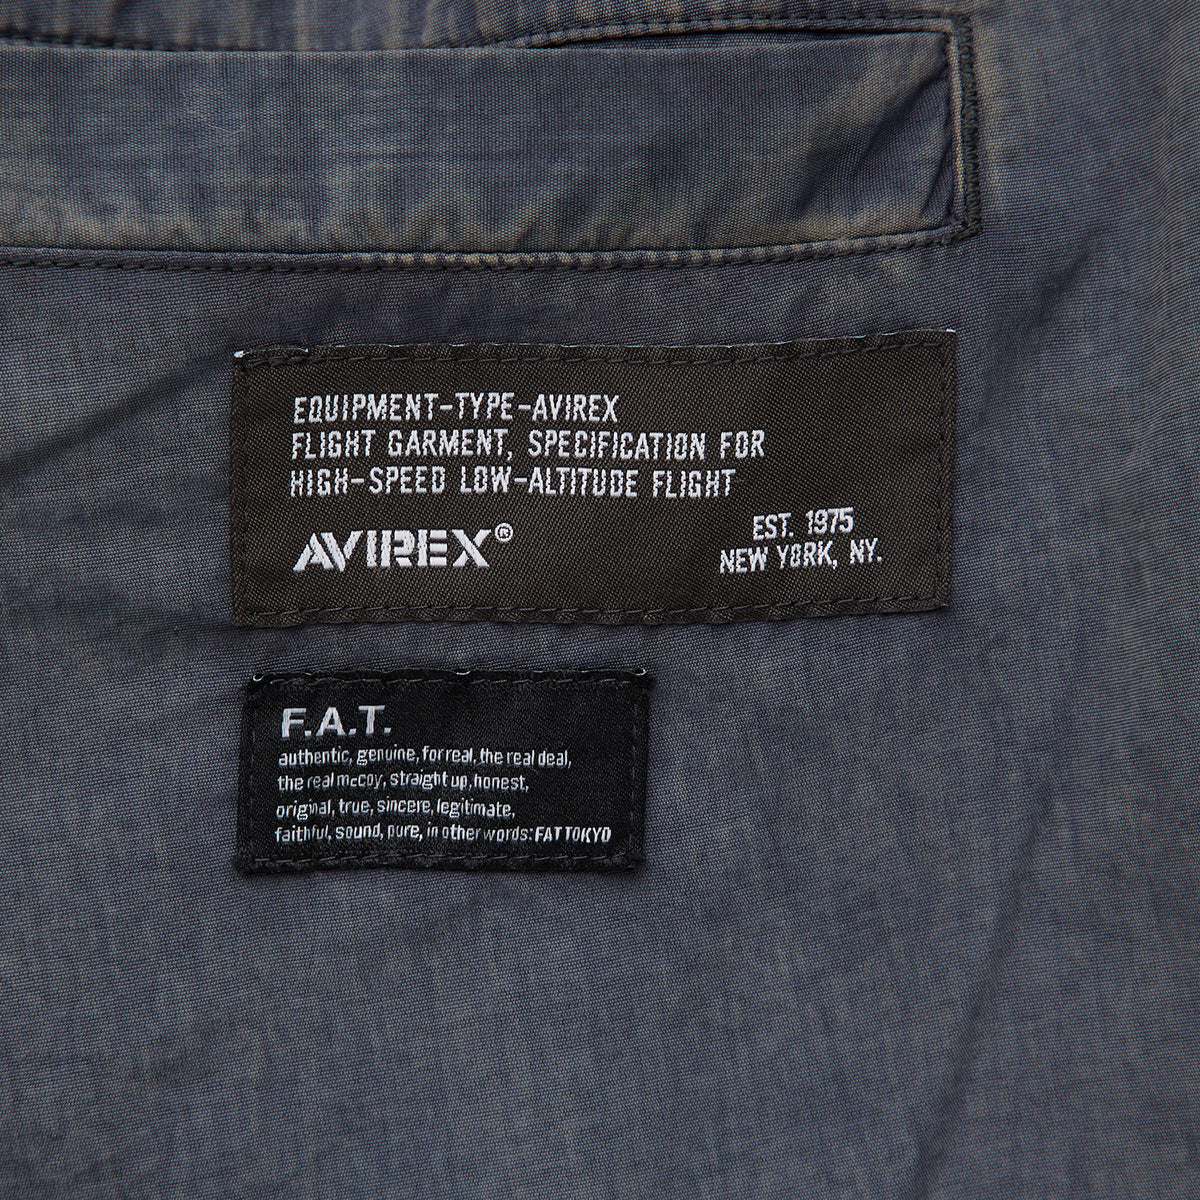 EQUIPMENT-TYPE-AVIREX
FLIGHT GARMENT, SPECIFICATION FOR
HIGH-SPEED LOW-ALTITUDE FLIGHT
AVIREX®
EST. 1975
NEW YORK, NY.
F.A.T.
authentic, genuine, for real, the real deal,
the real mccoy, straight up, honest,
original, true, sincere, legitimate,
faithful, sound, pure, in other words: FAT TOKYO